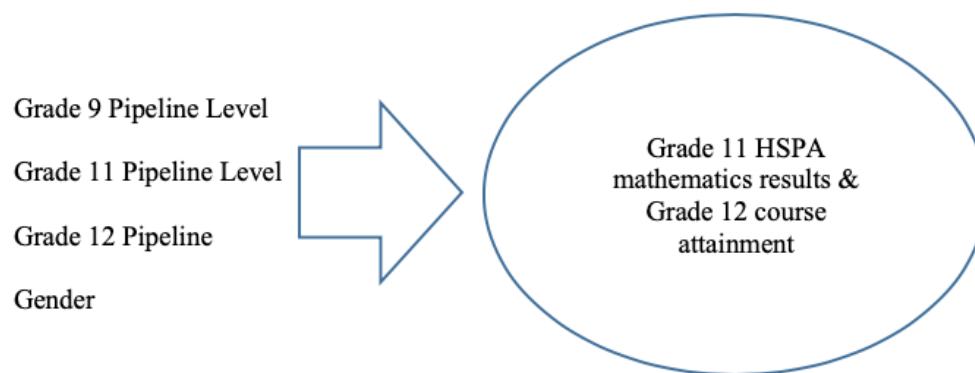 Grade 9 Pipeline Level
Grade 11 Pipeline Level
Grade 12 Pipeline
Gender
Grade 11 HSPA
mathematics results &
Grade 12 course
attainment